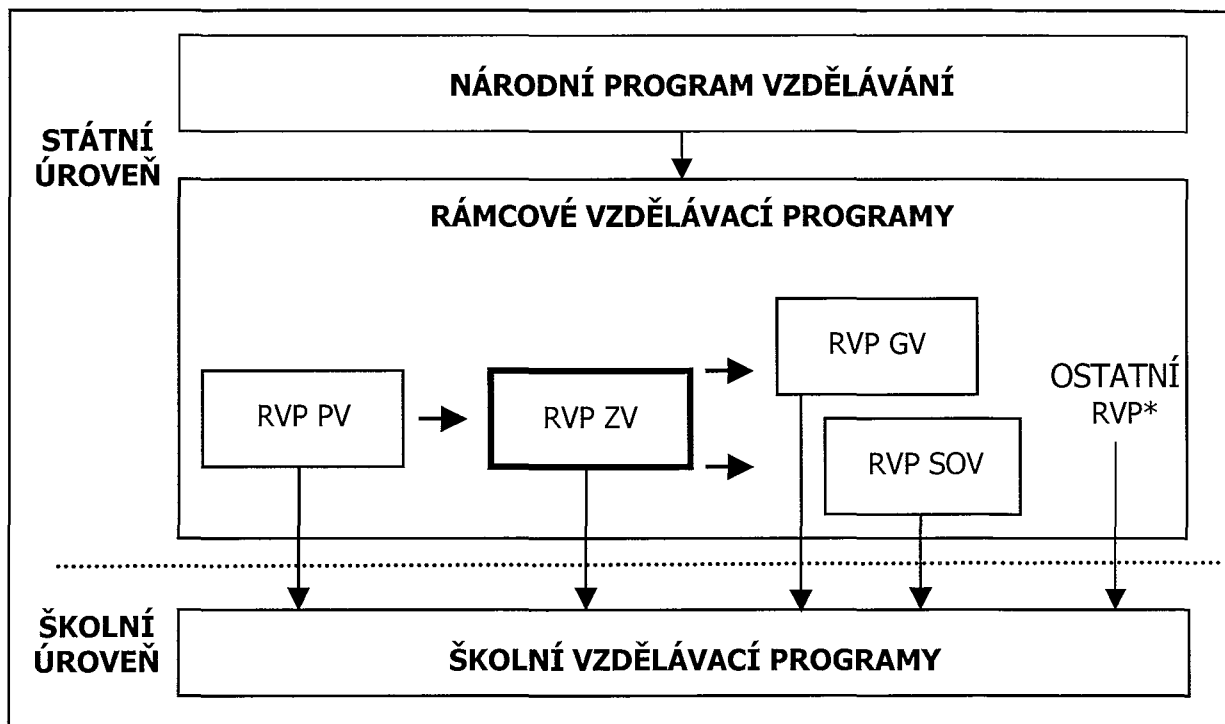 NÁRODNÍ PROGRAM VZDĚLÁVÁNÍ
STÁTNÍ
ÚROVEŇ
RÁMCOVÉ VZDĚLÁVACÍ PROGRAMY
RVP PV
RVP ZV
RVP GV
RVP SOV
OSTATNÍ
RVP*
ŠKOLNÍ
ÚROVEŇ
ŠKOLNÍ VZDĚLÁVACÍ PROGRAMY